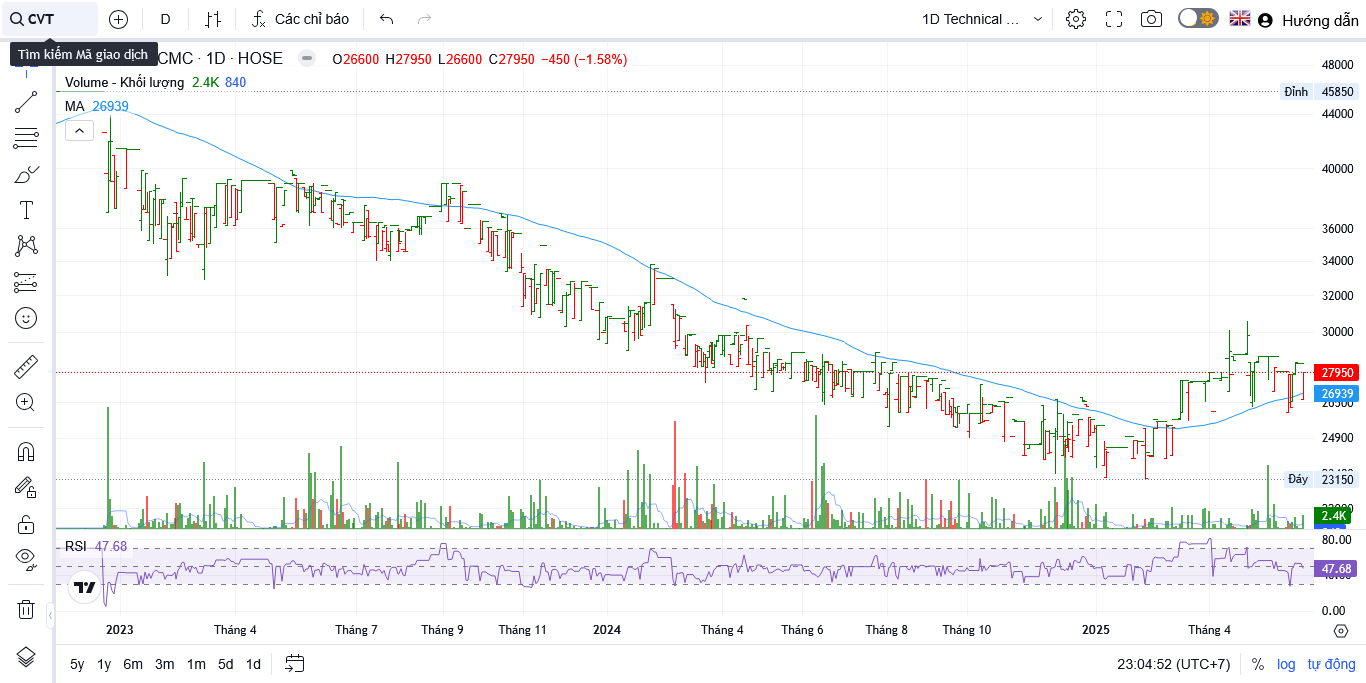 CVT
D
Các chỉ báo
1D Technical ...
Hướng dẫn
Tìm kiếm Mã giao dịch
CMC · 1D · HOSE
O26600 H27950 L26600 C27950 −450 (−1.58%)
Volume - Khối lượng 2.4K 840
MA 26939
48000
Đỉnh 45850
44000
40000
36000
34000
32000
30000
27950
26939
24900
Đáy 23150
2.4K
RSI 47.68
80.00
47.68
0.00
2023 Tháng 4 Tháng 7 Tháng 9 Tháng 11 2024 Tháng 4 Tháng 6 Tháng 8 Tháng 10 2025 Tháng 4
5y 1y 6m 3m 1m 5d 1d
23:04:52 (UTC+7) % log tự động